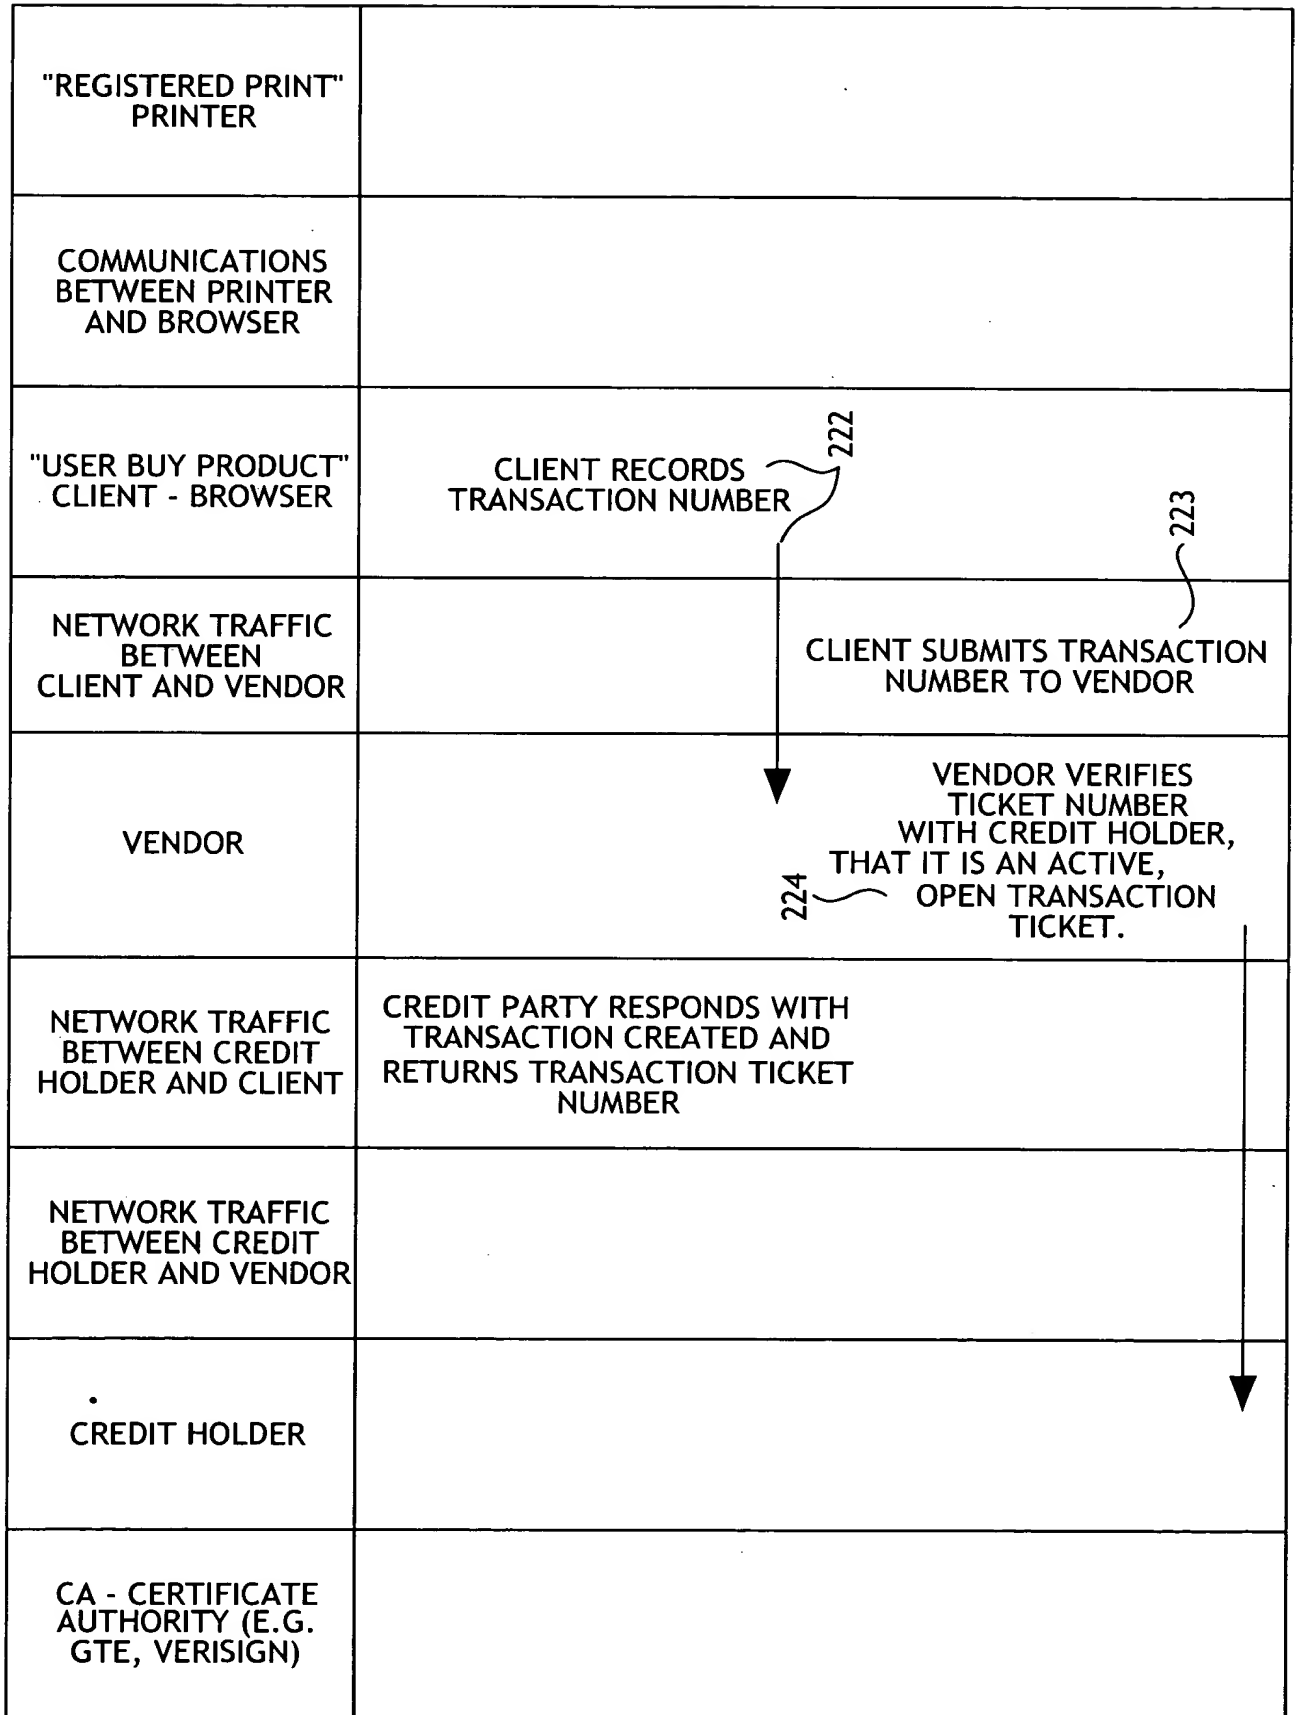 "REGISTERED PRINT"
PRINTER
COMMUNICATIONS
BETWEEN PRINTER
AND BROWSER
"USER BUY PRODUCT"
CLIENT - BROWSER
CLIENT RECORDS
TRANSACTION NUMBER
222
223
NETWORK TRAFFIC
BETWEEN
CLIENT AND VENDOR
CLIENT SUBMITS TRANSACTION
NUMBER TO VENDOR
VENDOR
VENDOR VERIFIES
TICKET NUMBER
WITH CREDIT HOLDER,
THAT IT IS AN ACTIVE,
OPEN TRANSACTION
TICKET.
224
NETWORK TRAFFIC
BETWEEN CREDIT
HOLDER AND CLIENT
CREDIT PARTY RESPONDS WITH
TRANSACTION CREATED AND
RETURNS TRANSACTION TICKET
NUMBER
NETWORK TRAFFIC
BETWEEN CREDIT
HOLDER AND VENDOR
CREDIT HOLDER
CA - CERTIFICATE
AUTHORITY (E.G.
GTE, VERISIGN)